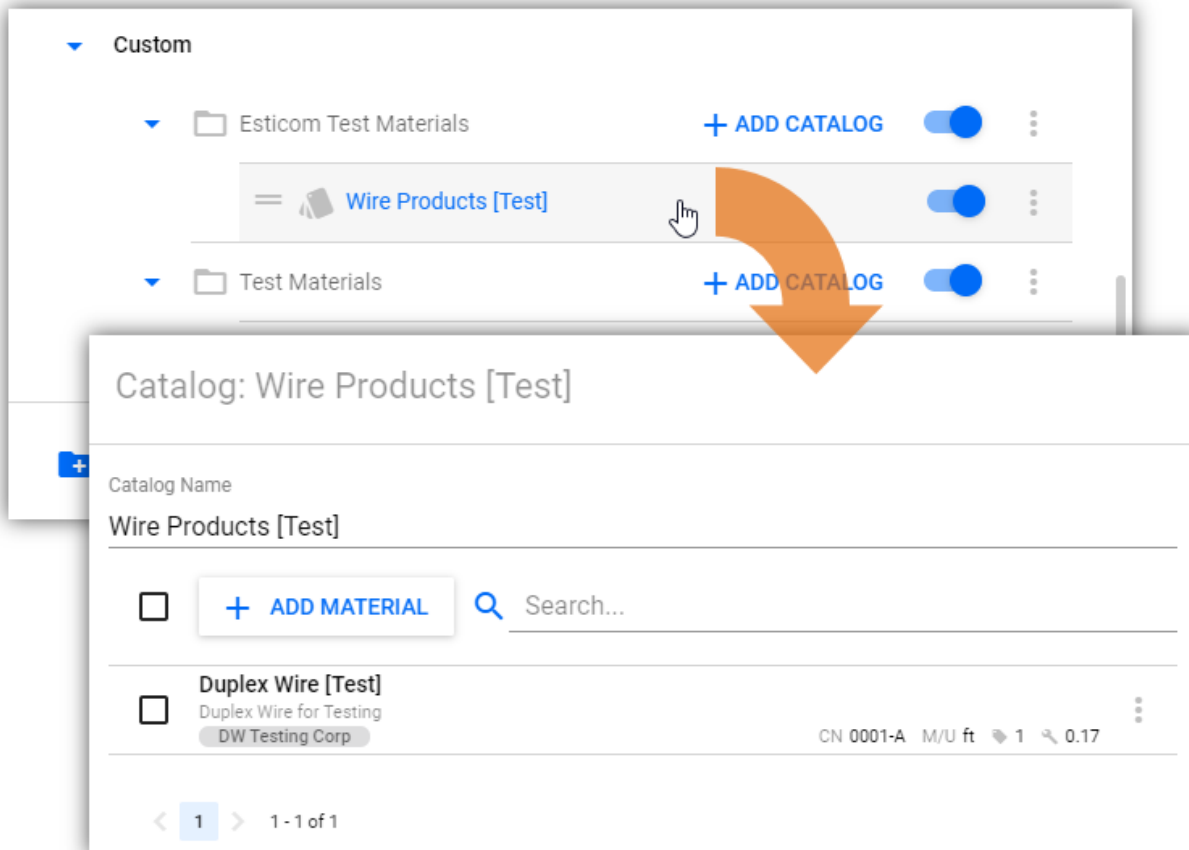 Custom
Esticom Test Materials + ADD CATALOG
Wire Products [Test]
Test Materials + ADD CATALOG
Catalog: Wire Products [Test]
Catalog Name
Wire Products [Test]
+ ADD MATERIAL Search...
Duplex Wire [Test]
Duplex Wire for Testing
DW Testing Corp
CN 0001-A M/U ft 1 0.17
< 1 > 1 - 1 of 1